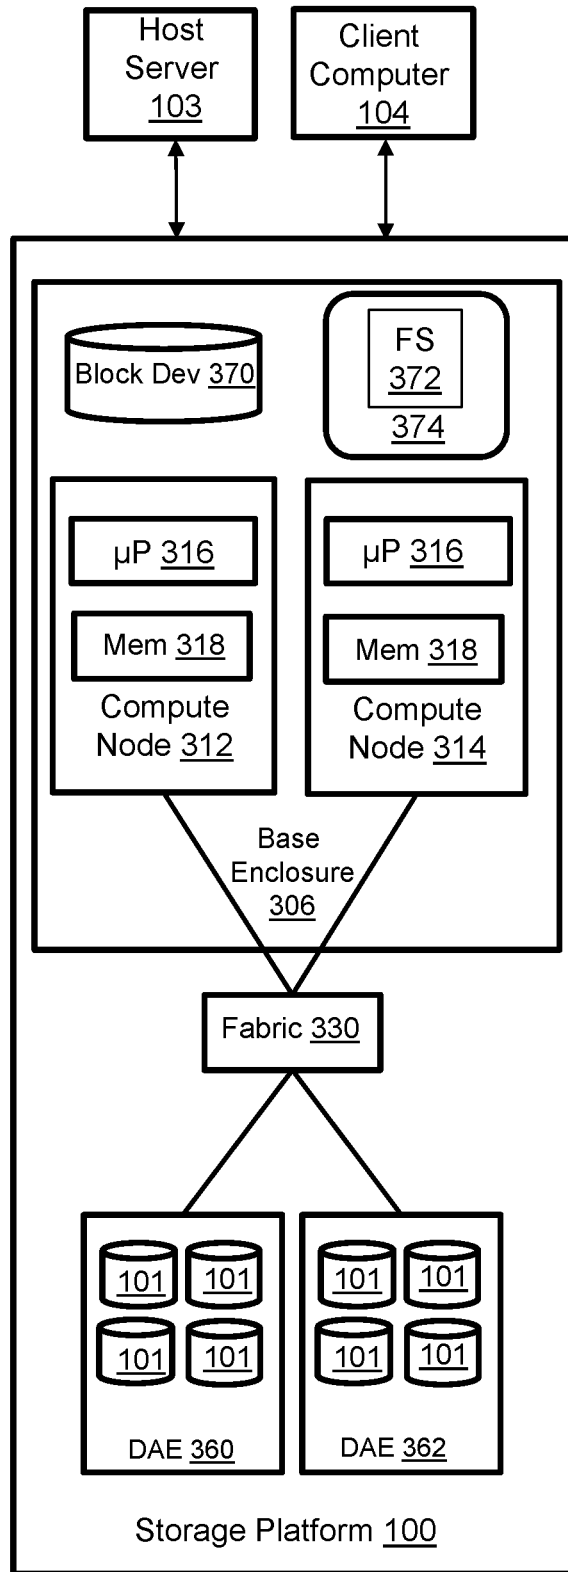 Host
Server
103
Client
Computer
104
Block Dev 370
FS
372
374
µP 316
Mem 318
Compute
Node 312
µP 316
Mem 318
Compute
Node 314
Base
Enclosure
306
Fabric 330
101 101
101 101
DAE 360
101 101
101 101
DAE 362
Storage Platform 100